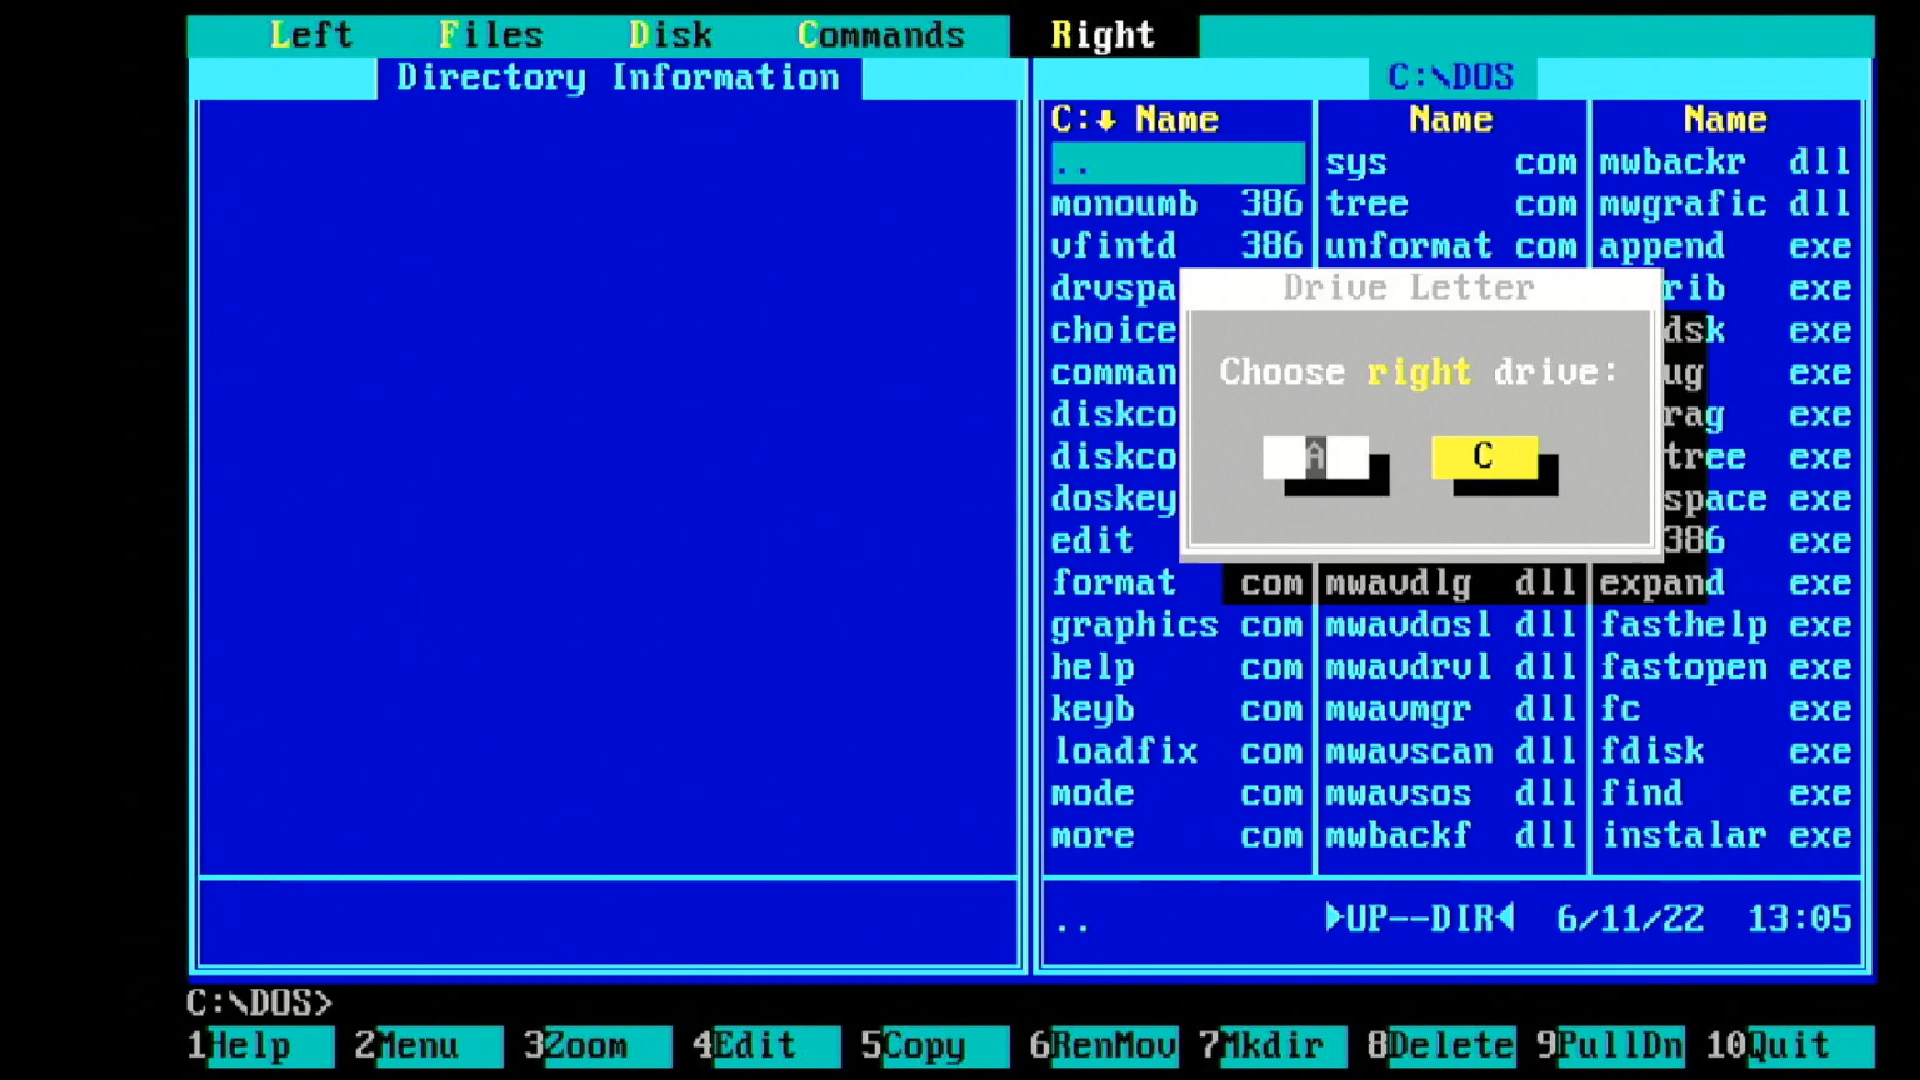 Left Files Disk Commands Right
Directory Information
C:\DOS
C:↓ Name Name Name
.. sys com mwbackr dll
monoumb 386 tree com mwgrafic dll
vfintd 386 unformat com append exe
drvspa rib exe
choice dsk exe
comman ug exe
diskco rag exe
diskco tree exe
doskey space exe
edit 386 exe
Drive Letter
Choose right drive:
A C
format com mwavdlg dll expand exe
graphics com mwavdosl dll fasthelp exe
help com mwavdrvl dll fastopen exe
keyb com mwavmgr dll fc exe
loadfix com mwavscan dll fdisk exe
mode com mwavsos dll find exe
more com mwbackf dll instalar exe
.. ►UP--DIR◄ 6/11/22 13:05
C:\DOS>
1Help 2Menu 3Zoom 4Edit 5Copy 6RenMov 7Mkdir 8Delete 9PullDn 10Quit